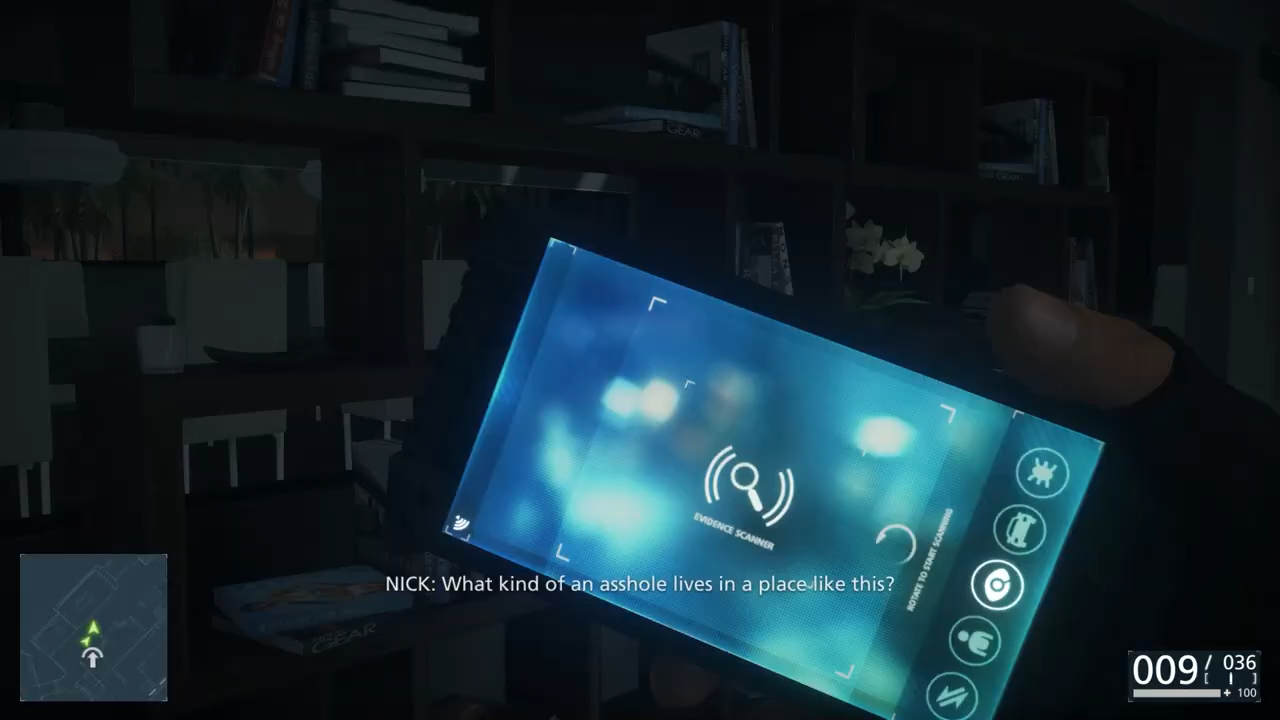 GEAR
GEAR
EVIDENCE SCANNER
ROTATE TO START SCANNING
NICK: What kind of an asshole lives in a place like this?
GEAR
009 / 036
+ 100